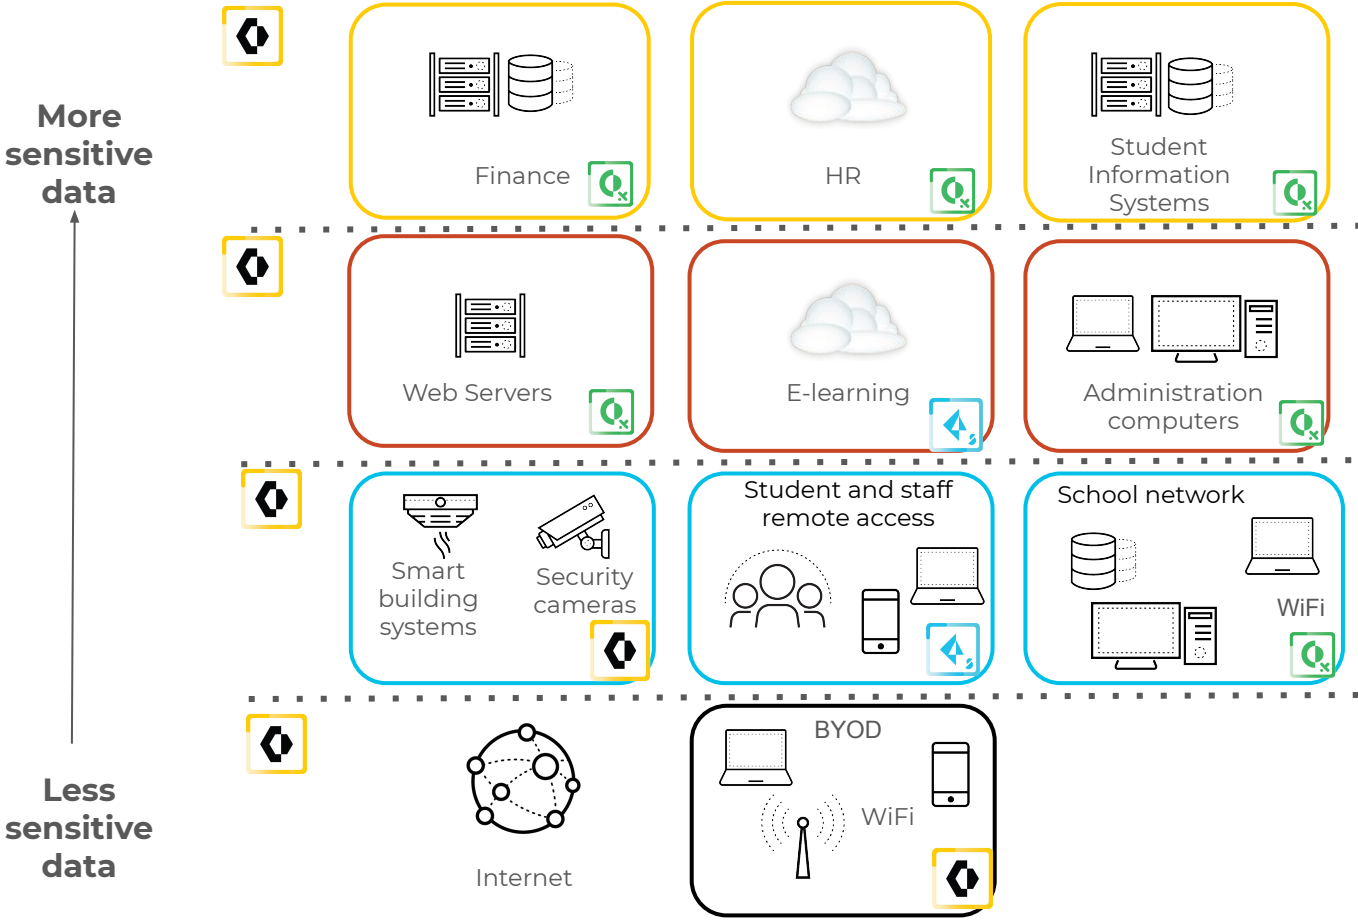 More
sensitive
data
Finance
HR
Student
Information
Systems
Web Servers
E-learning
Administration
computers
Smart
building
systems
Security
cameras
Student and staff
remote access
School network
WiFi
BYOD
WiFi
Internet
Less
sensitive
data